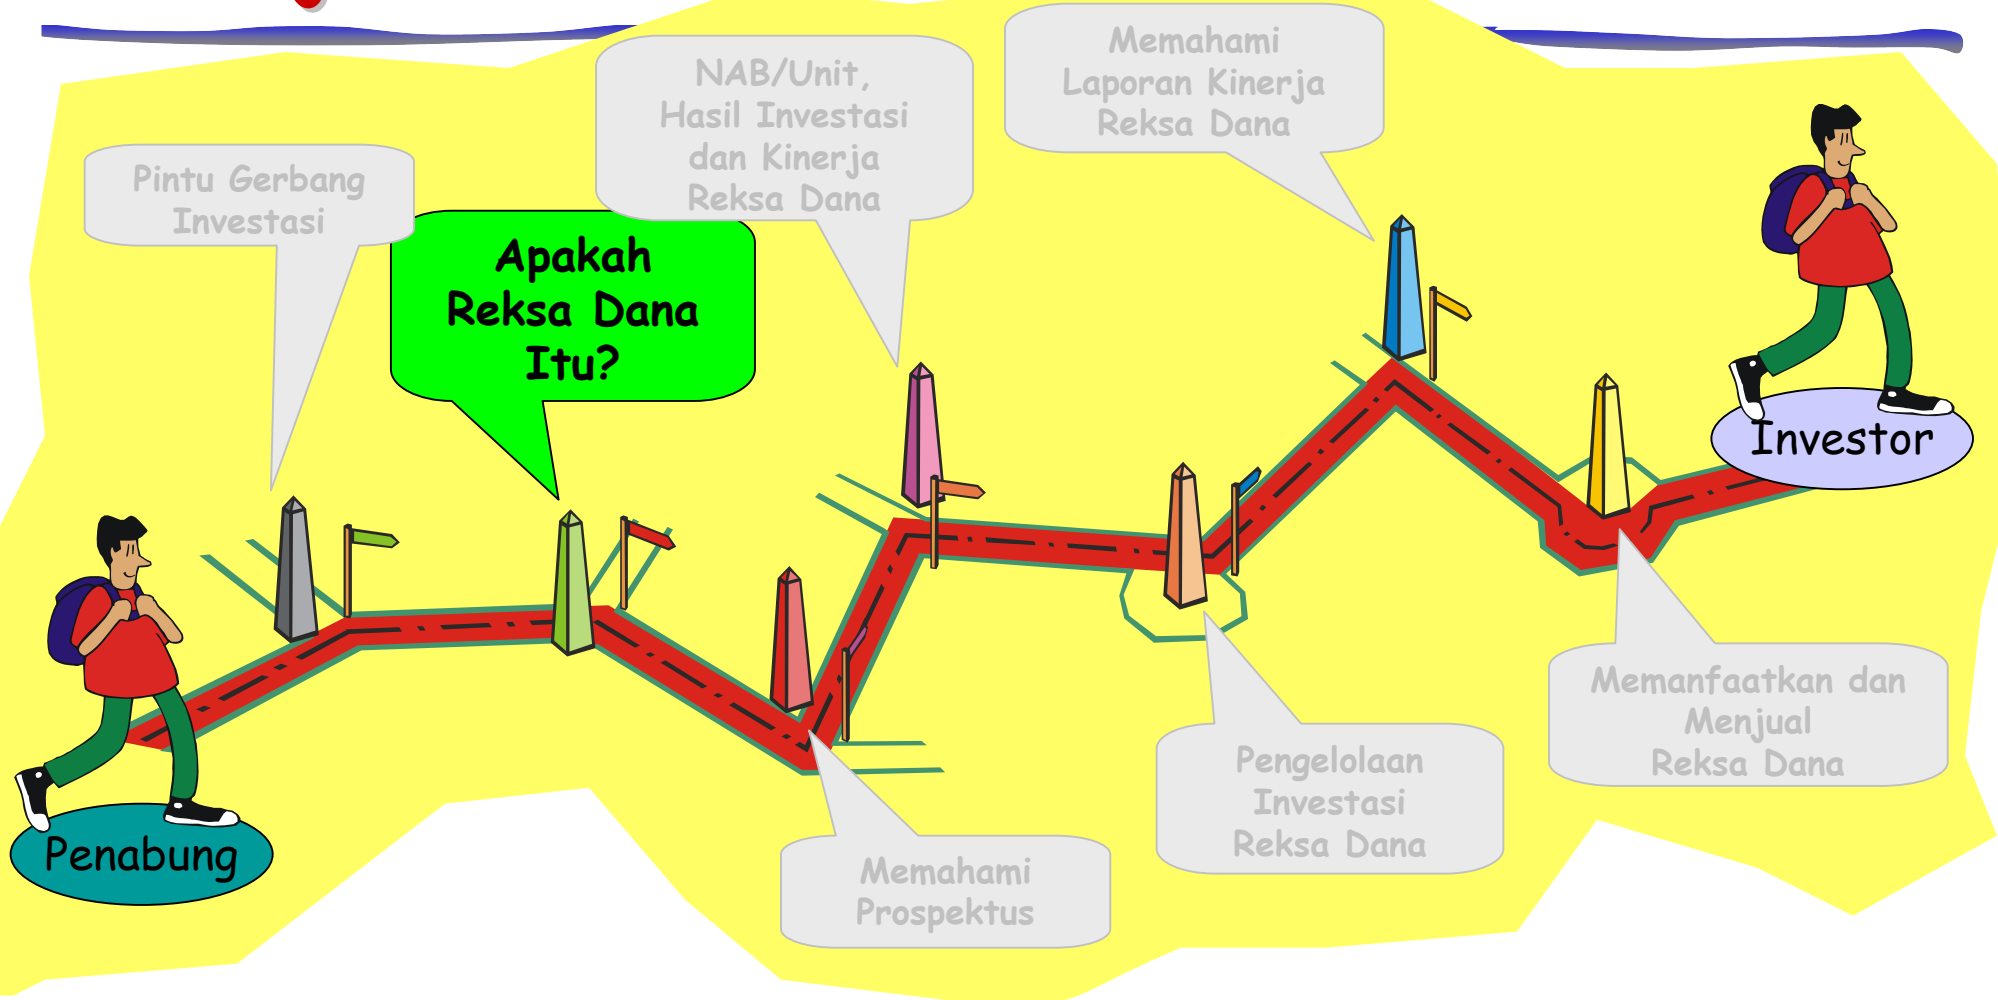 Memahami
Laporan Kinerja
Reksa Dana
NAB/Unit,
Hasil Investasi
dan Kinerja
Reksa Dana
Pintu Gerbang
Investasi
Apakah
Reksa Dana
Itu?
Investor
Memanfaatkan dan
Menjual
Reksa Dana
Pengelolaan
Investasi
Reksa Dana
Penabung
Memahami
Prospektus